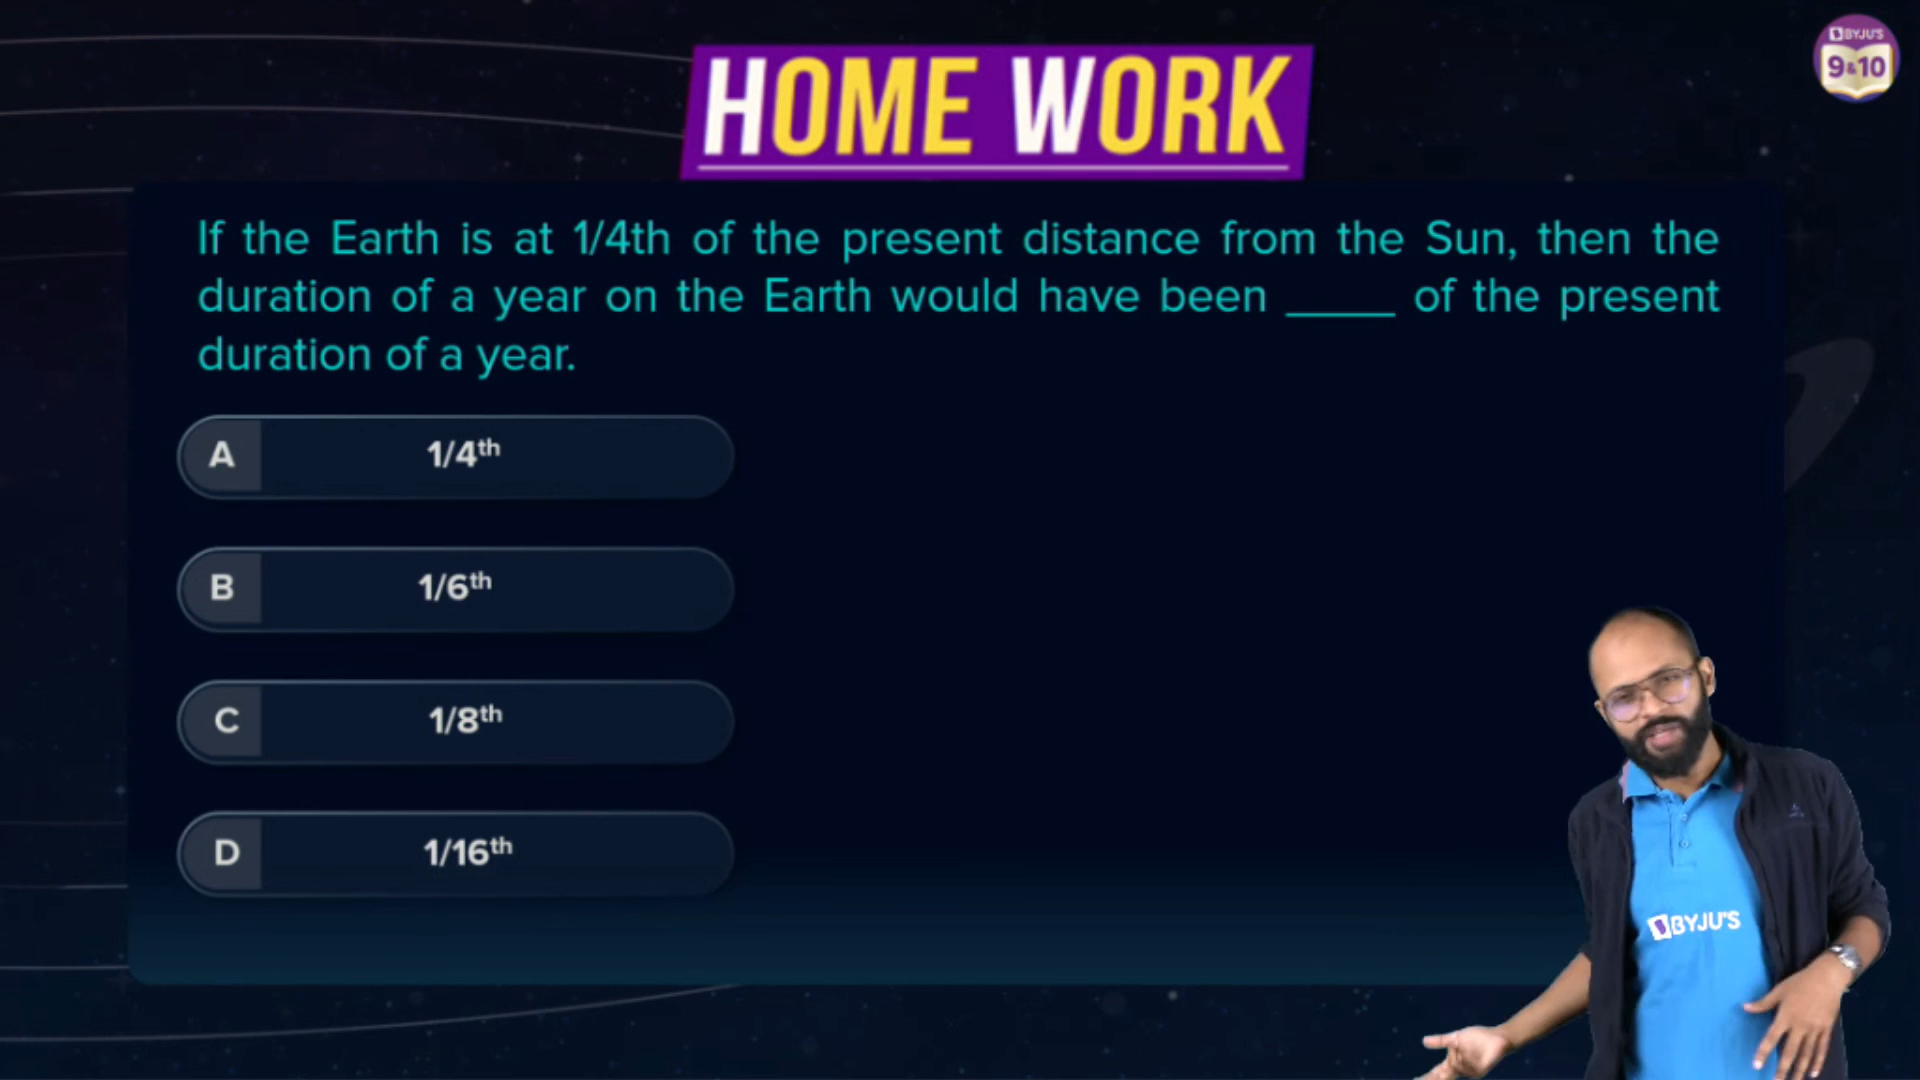 BYJU'S
9&10
HOME WORK
If the Earth is at 1/4th of the present distance from the Sun, then the
duration of a year on the Earth would have been _____ of the present
duration of a year.
A 1/4th
B 1/6th
C 1/8th
D 1/16th
BYJU'S